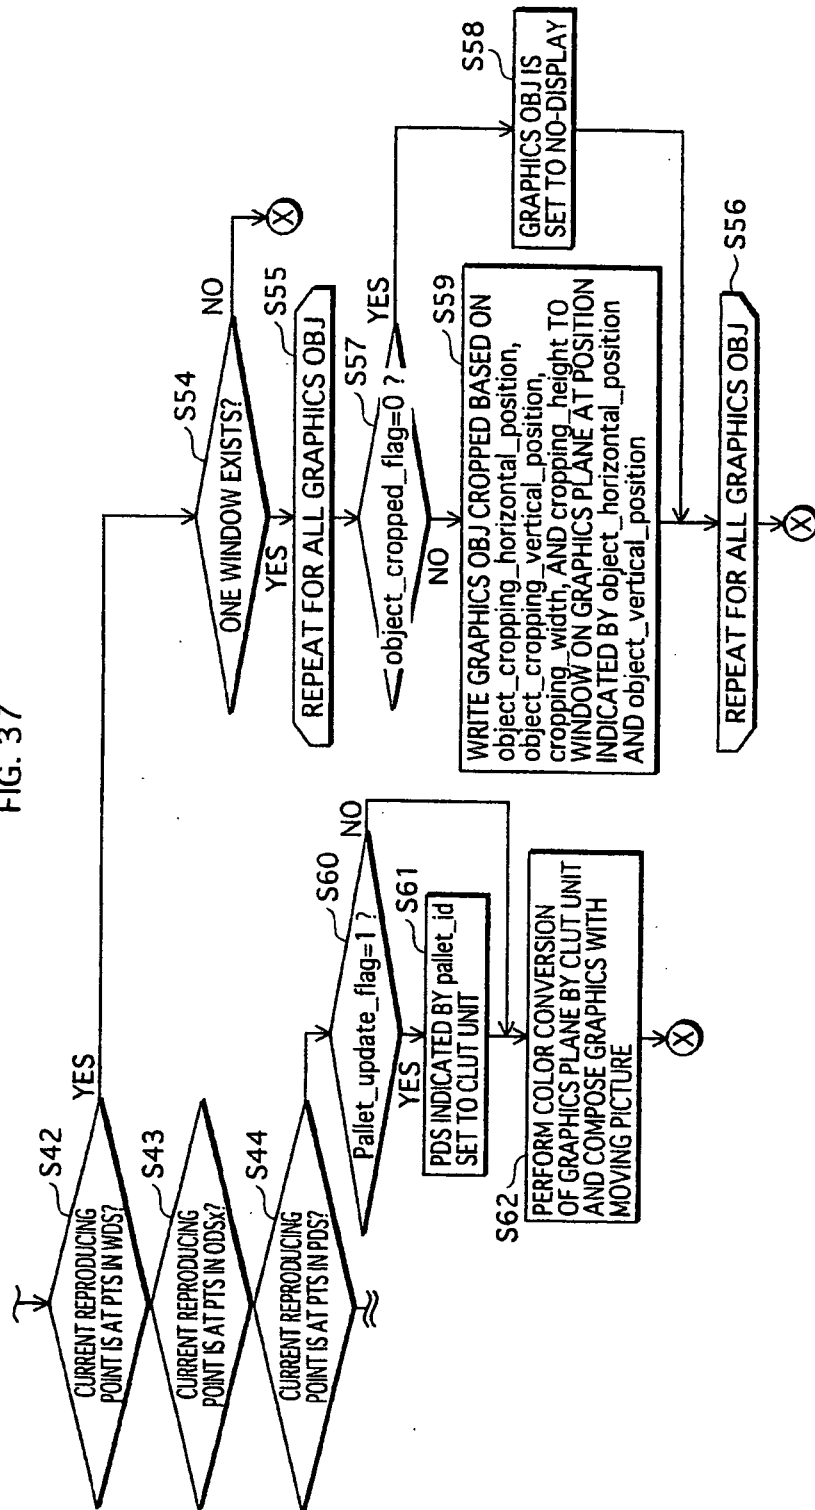 FIG. 37
S42
CURRENT REPRODUCING
POINT IS AT PTS IN WDS?
YES
S43
CURRENT REPRODUCING
POINT IS AT PTS IN ODSx?
S44
CURRENT REPRODUCING
POINT IS AT PTS IN PDS?
S60
Pallet_update_flag=1 ?
NO
YES
S61
PDS INDICATED BY pallet_id
SET TO CLUT UNIT
S62
PERFORM COLOR CONVERSION
OF GRAPHICS PLANE BY CLUT UNIT
AND COMPOSE GRAPHICS WITH
MOVING PICTURE
X
S54
ONE WINDOW EXISTS?
NO
X
YES
S55
REPEAT FOR ALL GRAPHICS OBJ
S57
object_cropped_flag=0 ?
YES
NO
S58
GRAPHICS OBJ IS
SET TO NO-DISPLAY
S59
WRITE GRAPHICS OBJ CROPPED BASED ON
object_cropping_horizontal_position,
object_cropping_vertical_position,
cropping_width, AND cropping_height TO
WINDOW ON GRAPHICS PLANE AT POSITION
INDICATED BY object_horizontal_position
AND object_vertical_position
S56
REPEAT FOR ALL GRAPHICS OBJ
X